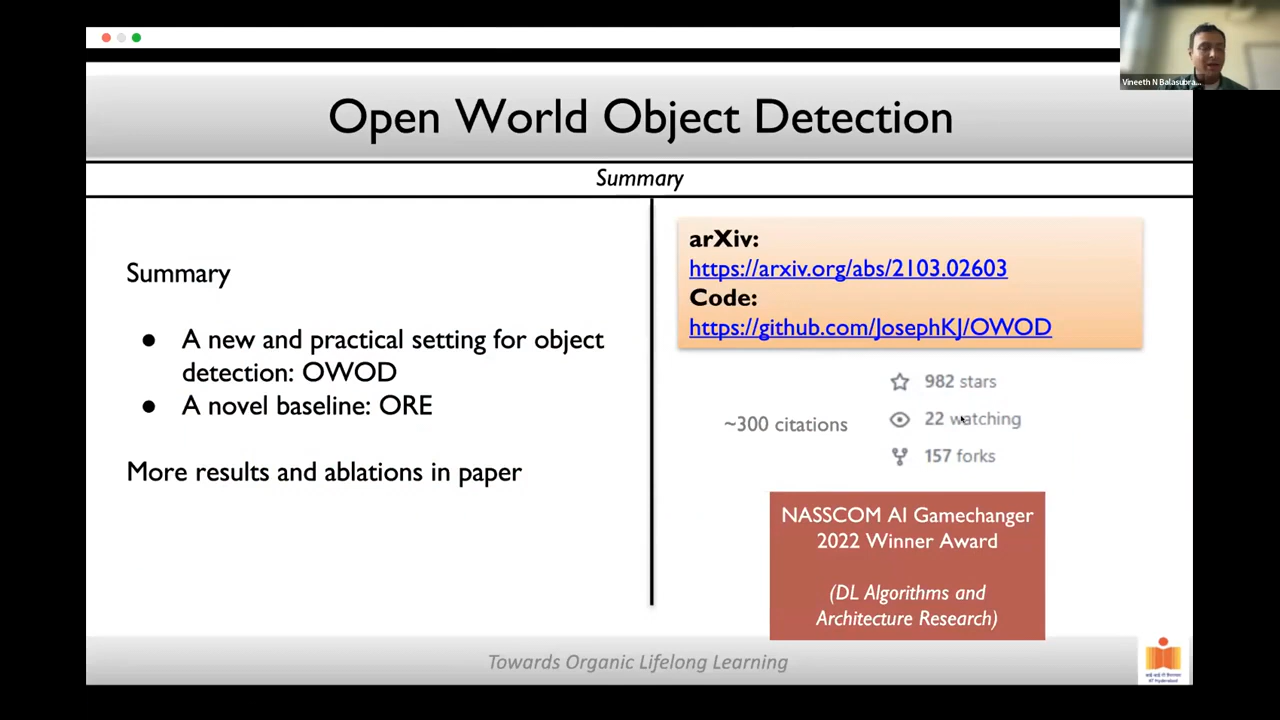 Vineeth N Balasubra...
Open World Object Detection
Summary
Summary
● A new and practical setting for object
detection: OWOD
● A novel baseline: ORE
More results and ablations in paper
arXiv:
https://arxiv.org/abs/2103.02603
Code:
https://github.com/JosephKJ/OWOD
~300 citations
982 stars
22 watching
157 forks
NASSCOM AI Gamechanger
2022 Winner Award
(DL Algorithms and
Architecture Research)
Towards Organic Lifelong Learning